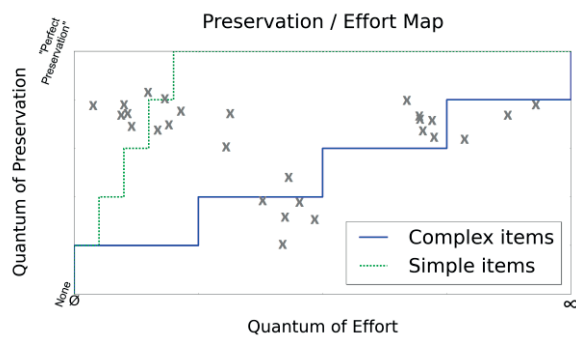 Preservation / Effort Map
"Perfect
Preservation"
Quantum of Preservation
None
Complex items
Simple items
Ø
∞
Quantum of Effort